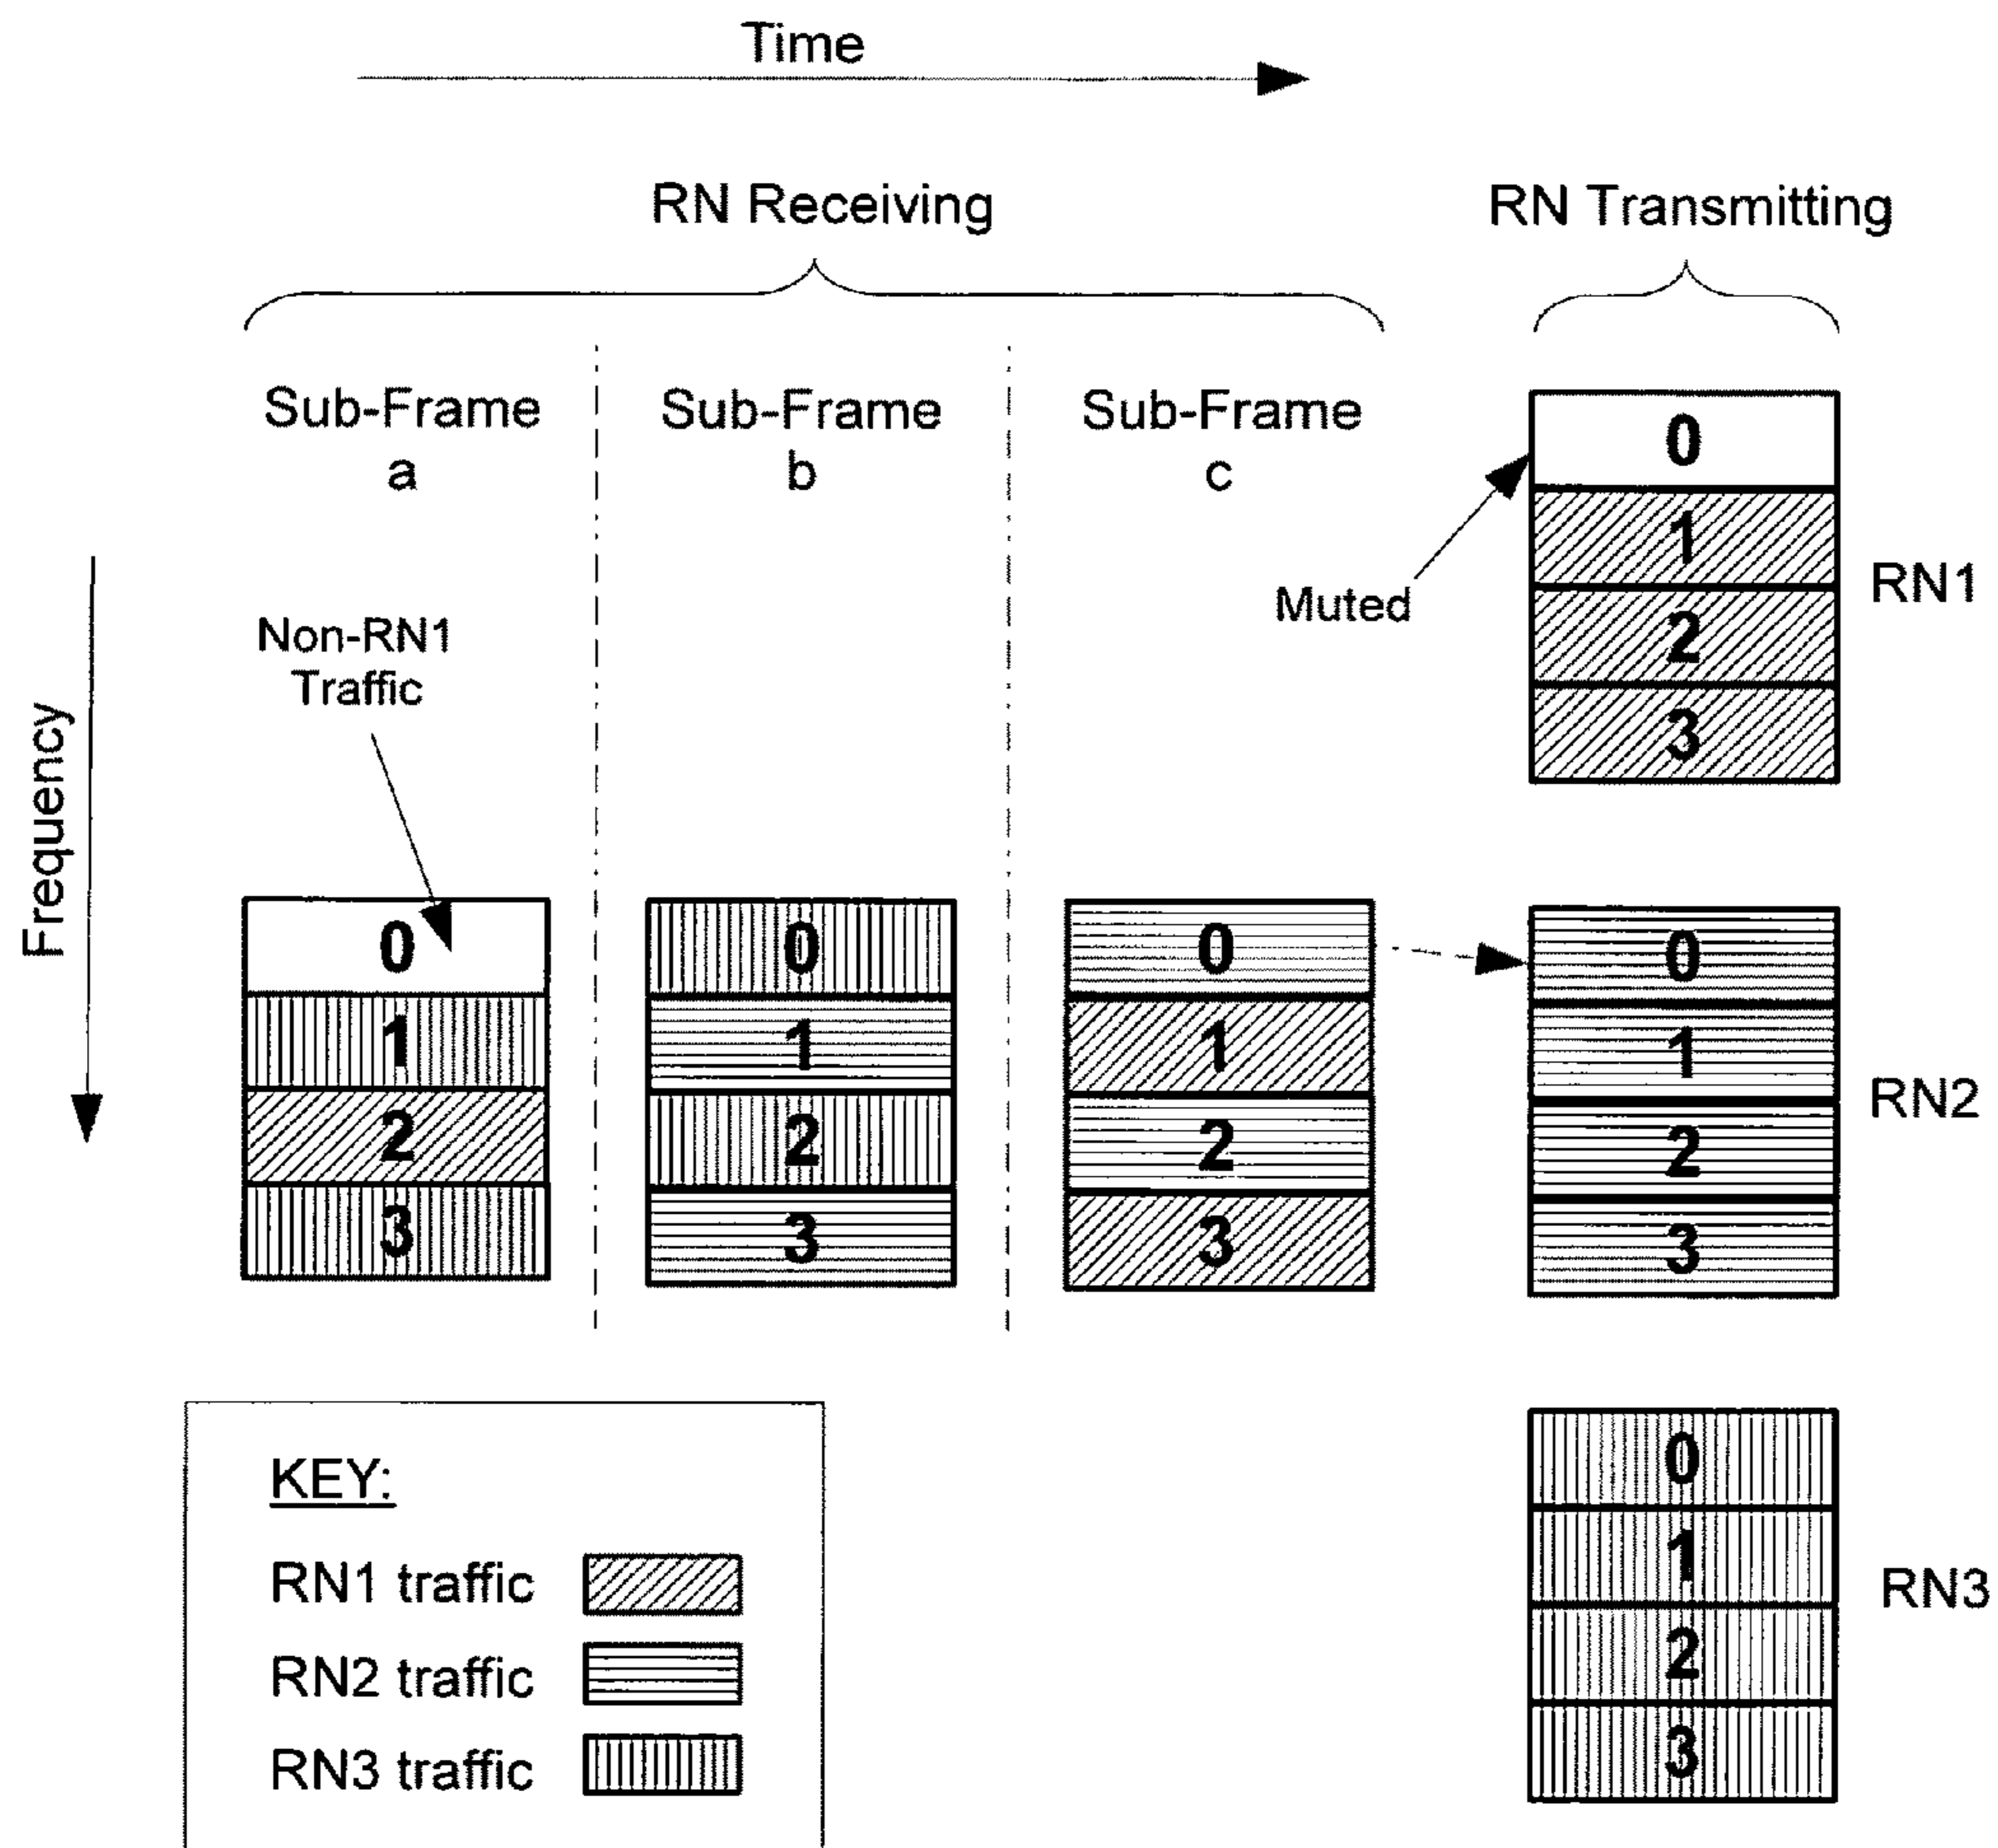 Time
RN Receiving
RN Transmitting
Sub-Frame
a
Sub-Frame
b
Sub-Frame
c
0
1
2
3
RN1
Muted
Non-RN1
Traffic
Frequency
0
1
2
3
0
1
2
3
0
1
2
3
0
1
2
3
RN2
KEY:
RN1 traffic
RN2 traffic
RN3 traffic
0
1
2
3
RN3